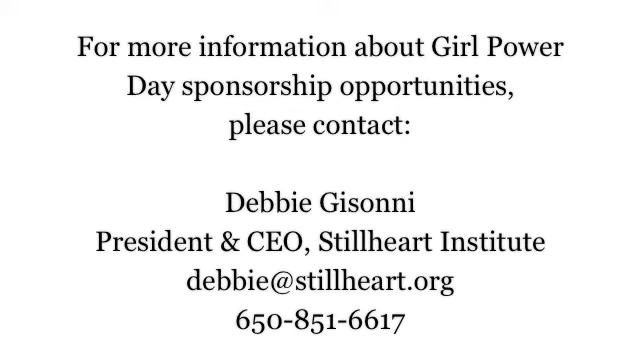 For more information about Girl Power
Day sponsorship opportunities,
please contact:
Debbie Gisonni
President & CEO, Stillheart Institute
debbie@stillheart.org
650-851-6617